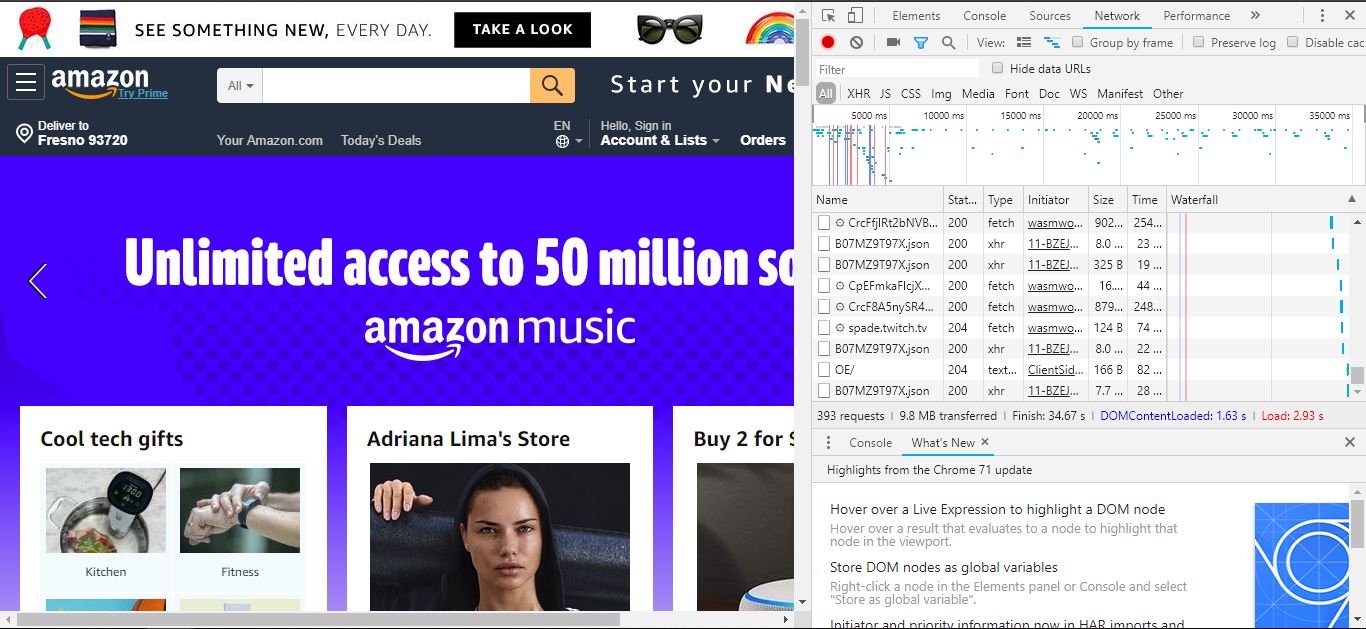 SEE SOMETHING NEW, EVERY DAY. TAKE A LOOK
amazon
Try Prime
All
Start your Ne
Deliver to
Fresno 93720
Your Amazon.com Today's Deals
EN
Hello, Sign in
Account & Lists Orders
Unlimited access to 50 million so
amazon music
Cool tech gifts
Kitchen Fitness
Adriana Lima's Store
Buy 2 for S
Elements Console Sources Network Performance
View: Group by frame Preserve log Disable cac
Filter Hide data URLs
All XHR JS CSS Img Media Font Doc WS Manifest Other
5000 ms 10000 ms 15000 ms 20000 ms 25000 ms 30000 ms 35000 ms
Name Stat... Type Initiator Size Time Waterfall
CrcFfjlRt2bNVB... 200 fetch wasmwo... 902... 254...
B07MZ9T97X.json 200 xhr 11-BZEJ... 8.0 ... 23 ...
B07MZ9T97X.json 200 xhr 11-BZEJ... 325 B 19 ...
CpEFmkaFlcjX... 200 fetch wasmwo... 16.... 44 ...
CrcF8A5nySR4... 200 fetch wasmwo... 879... 248...
spade.twitch.tv 204 fetch wasmwo... 124 B 74 ...
B07MZ9T97X.json 200 xhr 11-BZEJ... 8.0 ... 22 ...
OE/ 204 text... ClientSid... 166 B 82 ...
B07MZ9T97X.json 200 xhr 11-BZEJ... 7.7 ... 28 ...
393 requests | 9.8 MB transferred | Finish: 34.67 s | DOMContentLoaded: 1.63 s | Load: 2.93 s
Console What's New
Highlights from the Chrome 71 update
Hover over a Live Expression to highlight a DOM node
Hover over a result that evaluates to a node to highlight that
node in the viewport.
Store DOM nodes as global variables
Right-click a node in the Elements panel or Console and select
"Store as global variable".
Initiator and priority information now in HAR imports and